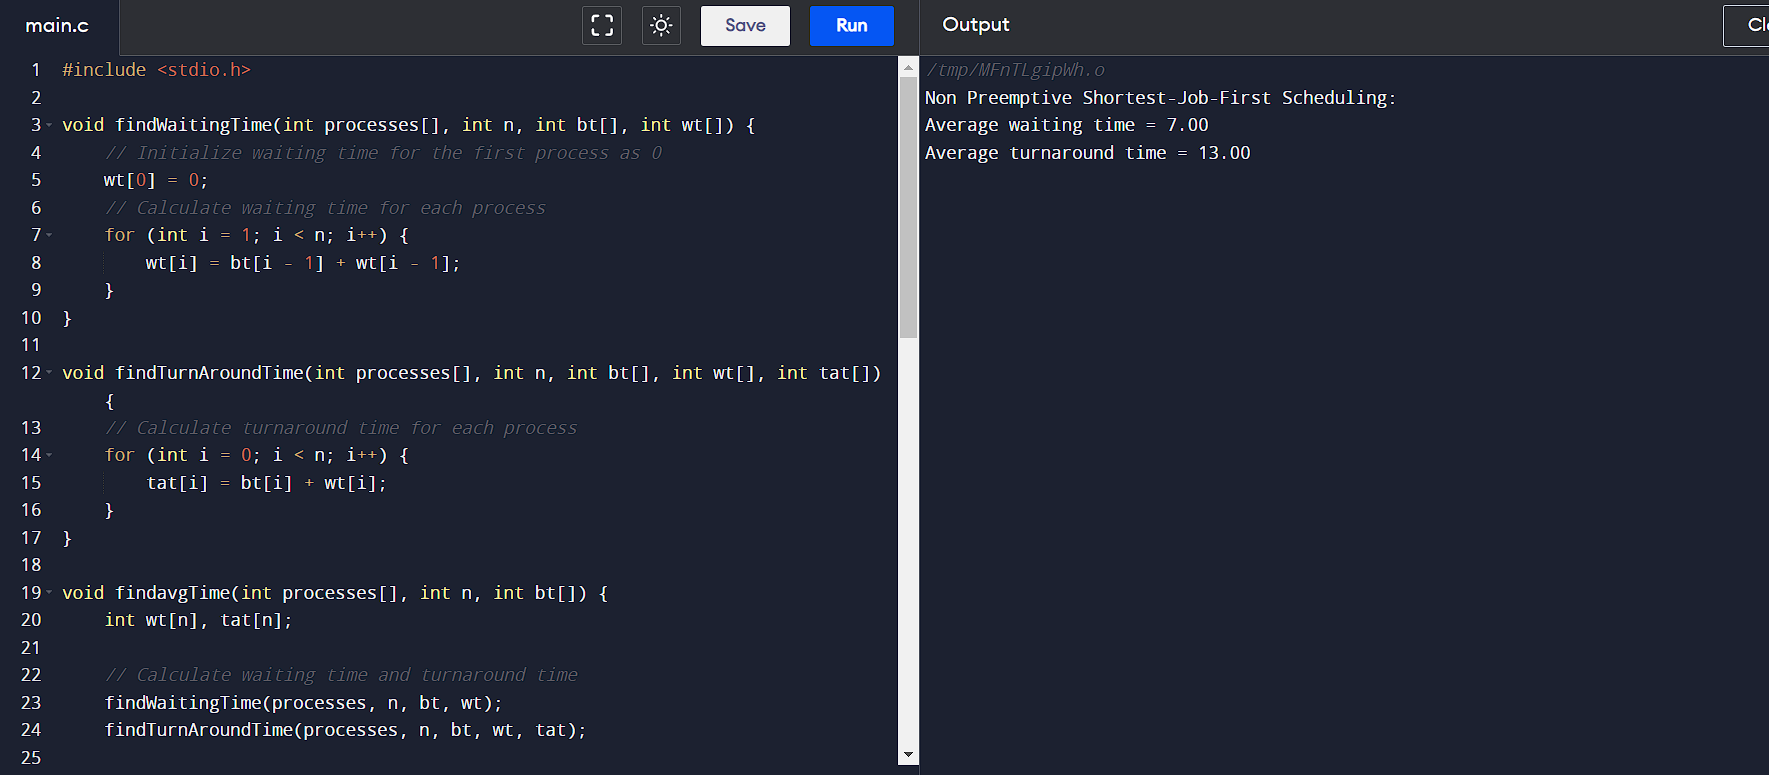 main.c
Save
Run
Output
1 #include <stdio.h>
2
3 void findWaitingTime(int processes[], int n, int bt[], int wt[]) {
4     // Initialize waiting time for the first process as 0
5     wt[0] = 0;
6     // Calculate waiting time for each process
7     for (int i = 1; i < n; i++) {
8         wt[i] = bt[i - 1] + wt[i - 1];
9     }
10 }
11
12 void findTurnAroundTime(int processes[], int n, int bt[], int wt[], int tat[])
{
13     // Calculate turnaround time for each process
14     for (int i = 0; i < n; i++) {
15         tat[i] = bt[i] + wt[i];
16     }
17 }
18
19 void findavgTime(int processes[], int n, int bt[]) {
20     int wt[n], tat[n];
21
22     // Calculate waiting time and turnaround time
23     findWaitingTime(processes, n, bt, wt);
24     findTurnAroundTime(processes, n, bt, wt, tat);
25
/tmp/MFnTLgipWh.o
Non Preemptive Shortest-Job-First Scheduling:
Average waiting time = 7.00
Average turnaround time = 13.00